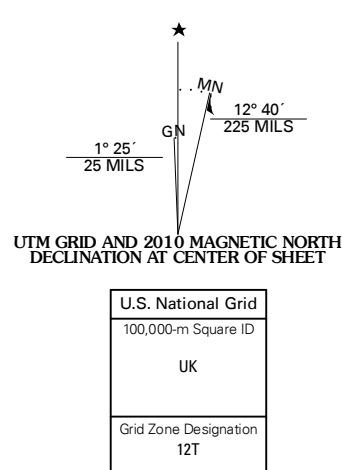 ★
MN
GN
12° 40´
225 MILS
1° 25´
25 MILS
UTM GRID AND 2010 MAGNETIC NORTH
DECLINATION AT CENTER OF SHEET
U.S. National Grid
100,000-m Square ID
UK
Grid Zone Designation
12T